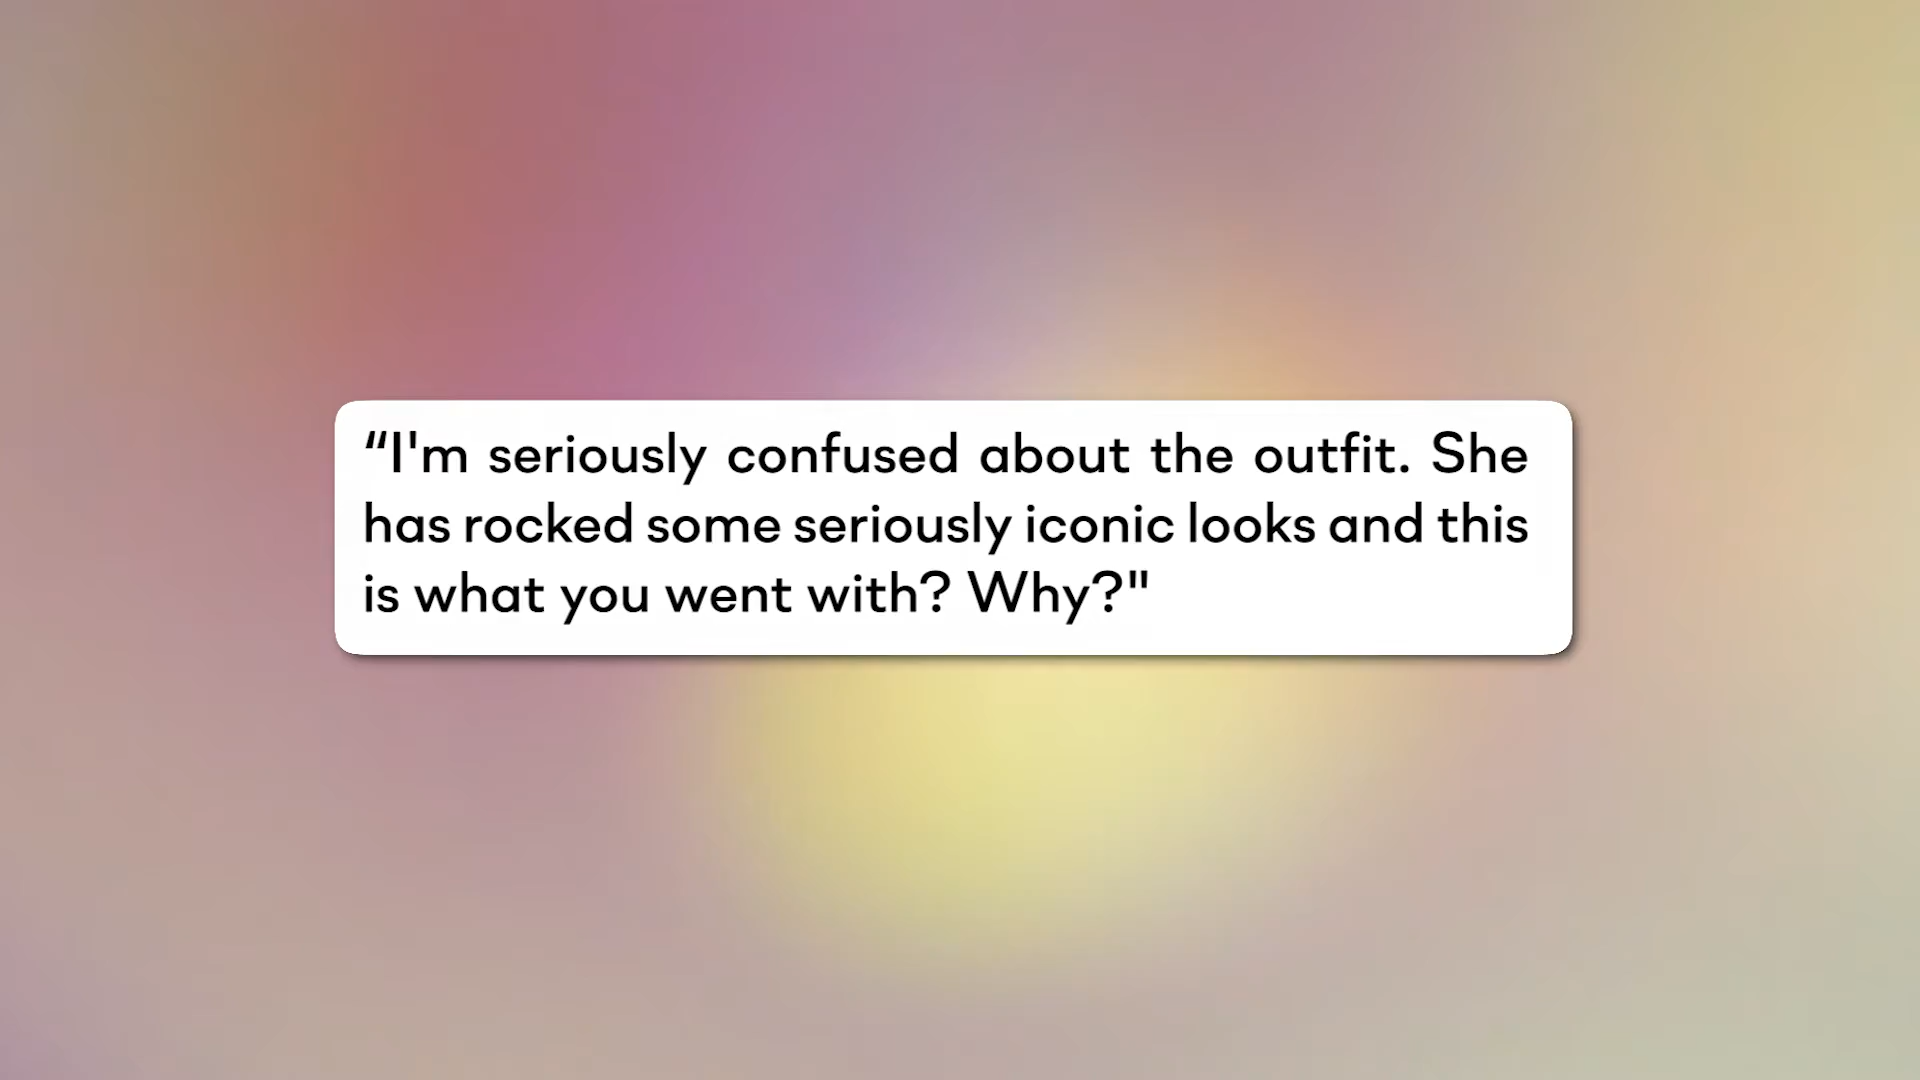 “I'm seriously confused about the outfit. She
has rocked some seriously iconic looks and this
is what you went with? Why?"